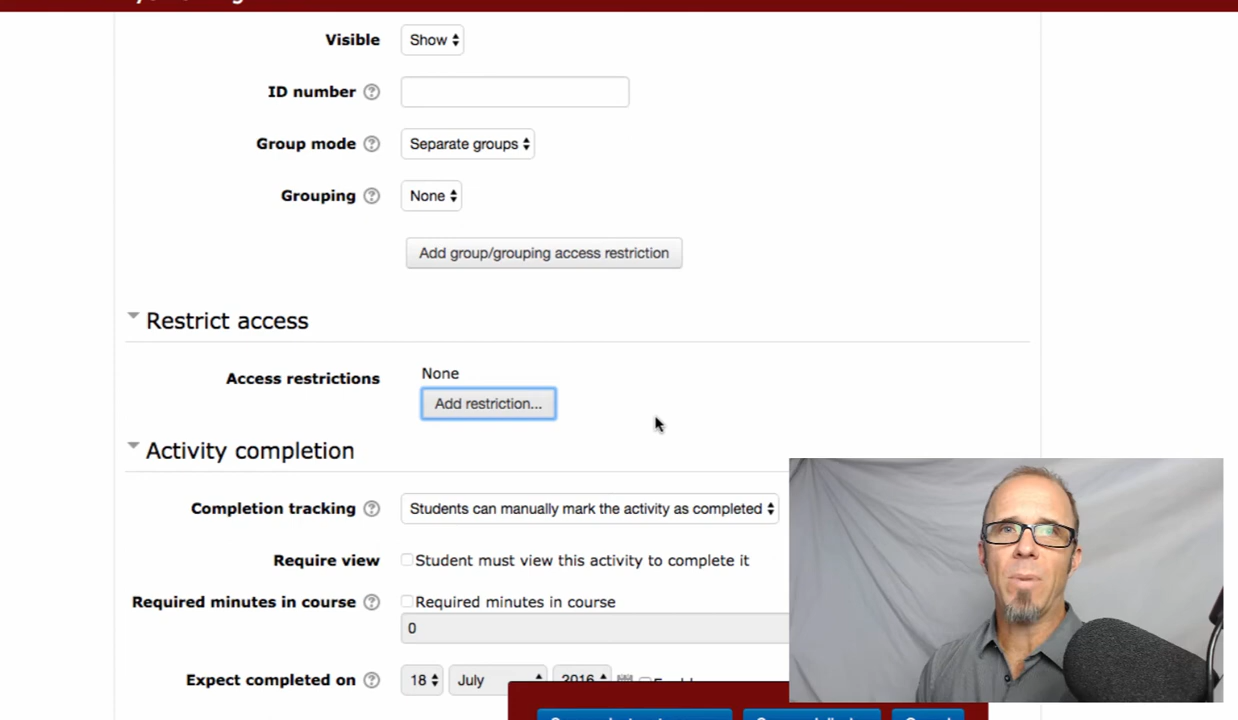 Visible Show
ID number
Group mode Separate groups
Grouping None
Add group/grouping access restriction
Restrict access
Access restrictions None
Add restriction...
Activity completion
Completion tracking Students can manually mark the activity as completed
Require view Student must view this activity to complete it
Required minutes in course Required minutes in course
0
Expect completed on 18 July 2016